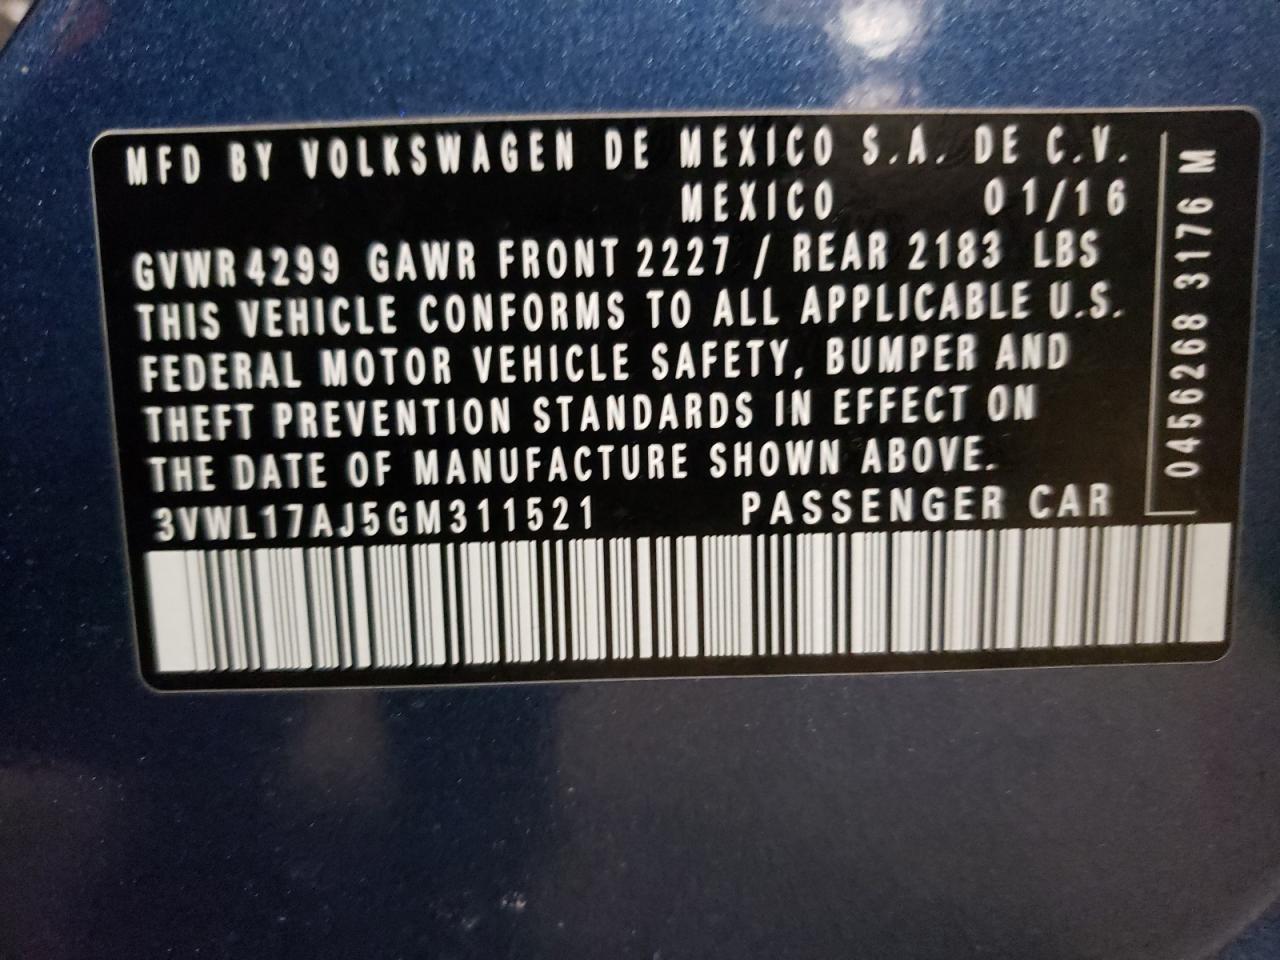 MFD BY VOLKSWAGEN DE MEXICO S.A. DE C.V.
MEXICO 01/16
GVWR 4299 GAWR FRONT 2227 / REAR 2183 LBS
THIS VEHICLE CONFORMS TO ALL APPLICABLE U.S.
FEDERAL MOTOR VEHICLE SAFETY, BUMPER AND
THEFT PREVENTION STANDARDS IN EFFECT ON
THE DATE OF MANUFACTURE SHOWN ABOVE.
3VWL17AJ5GM311521 PASSENGER CAR
0456268 3176 M